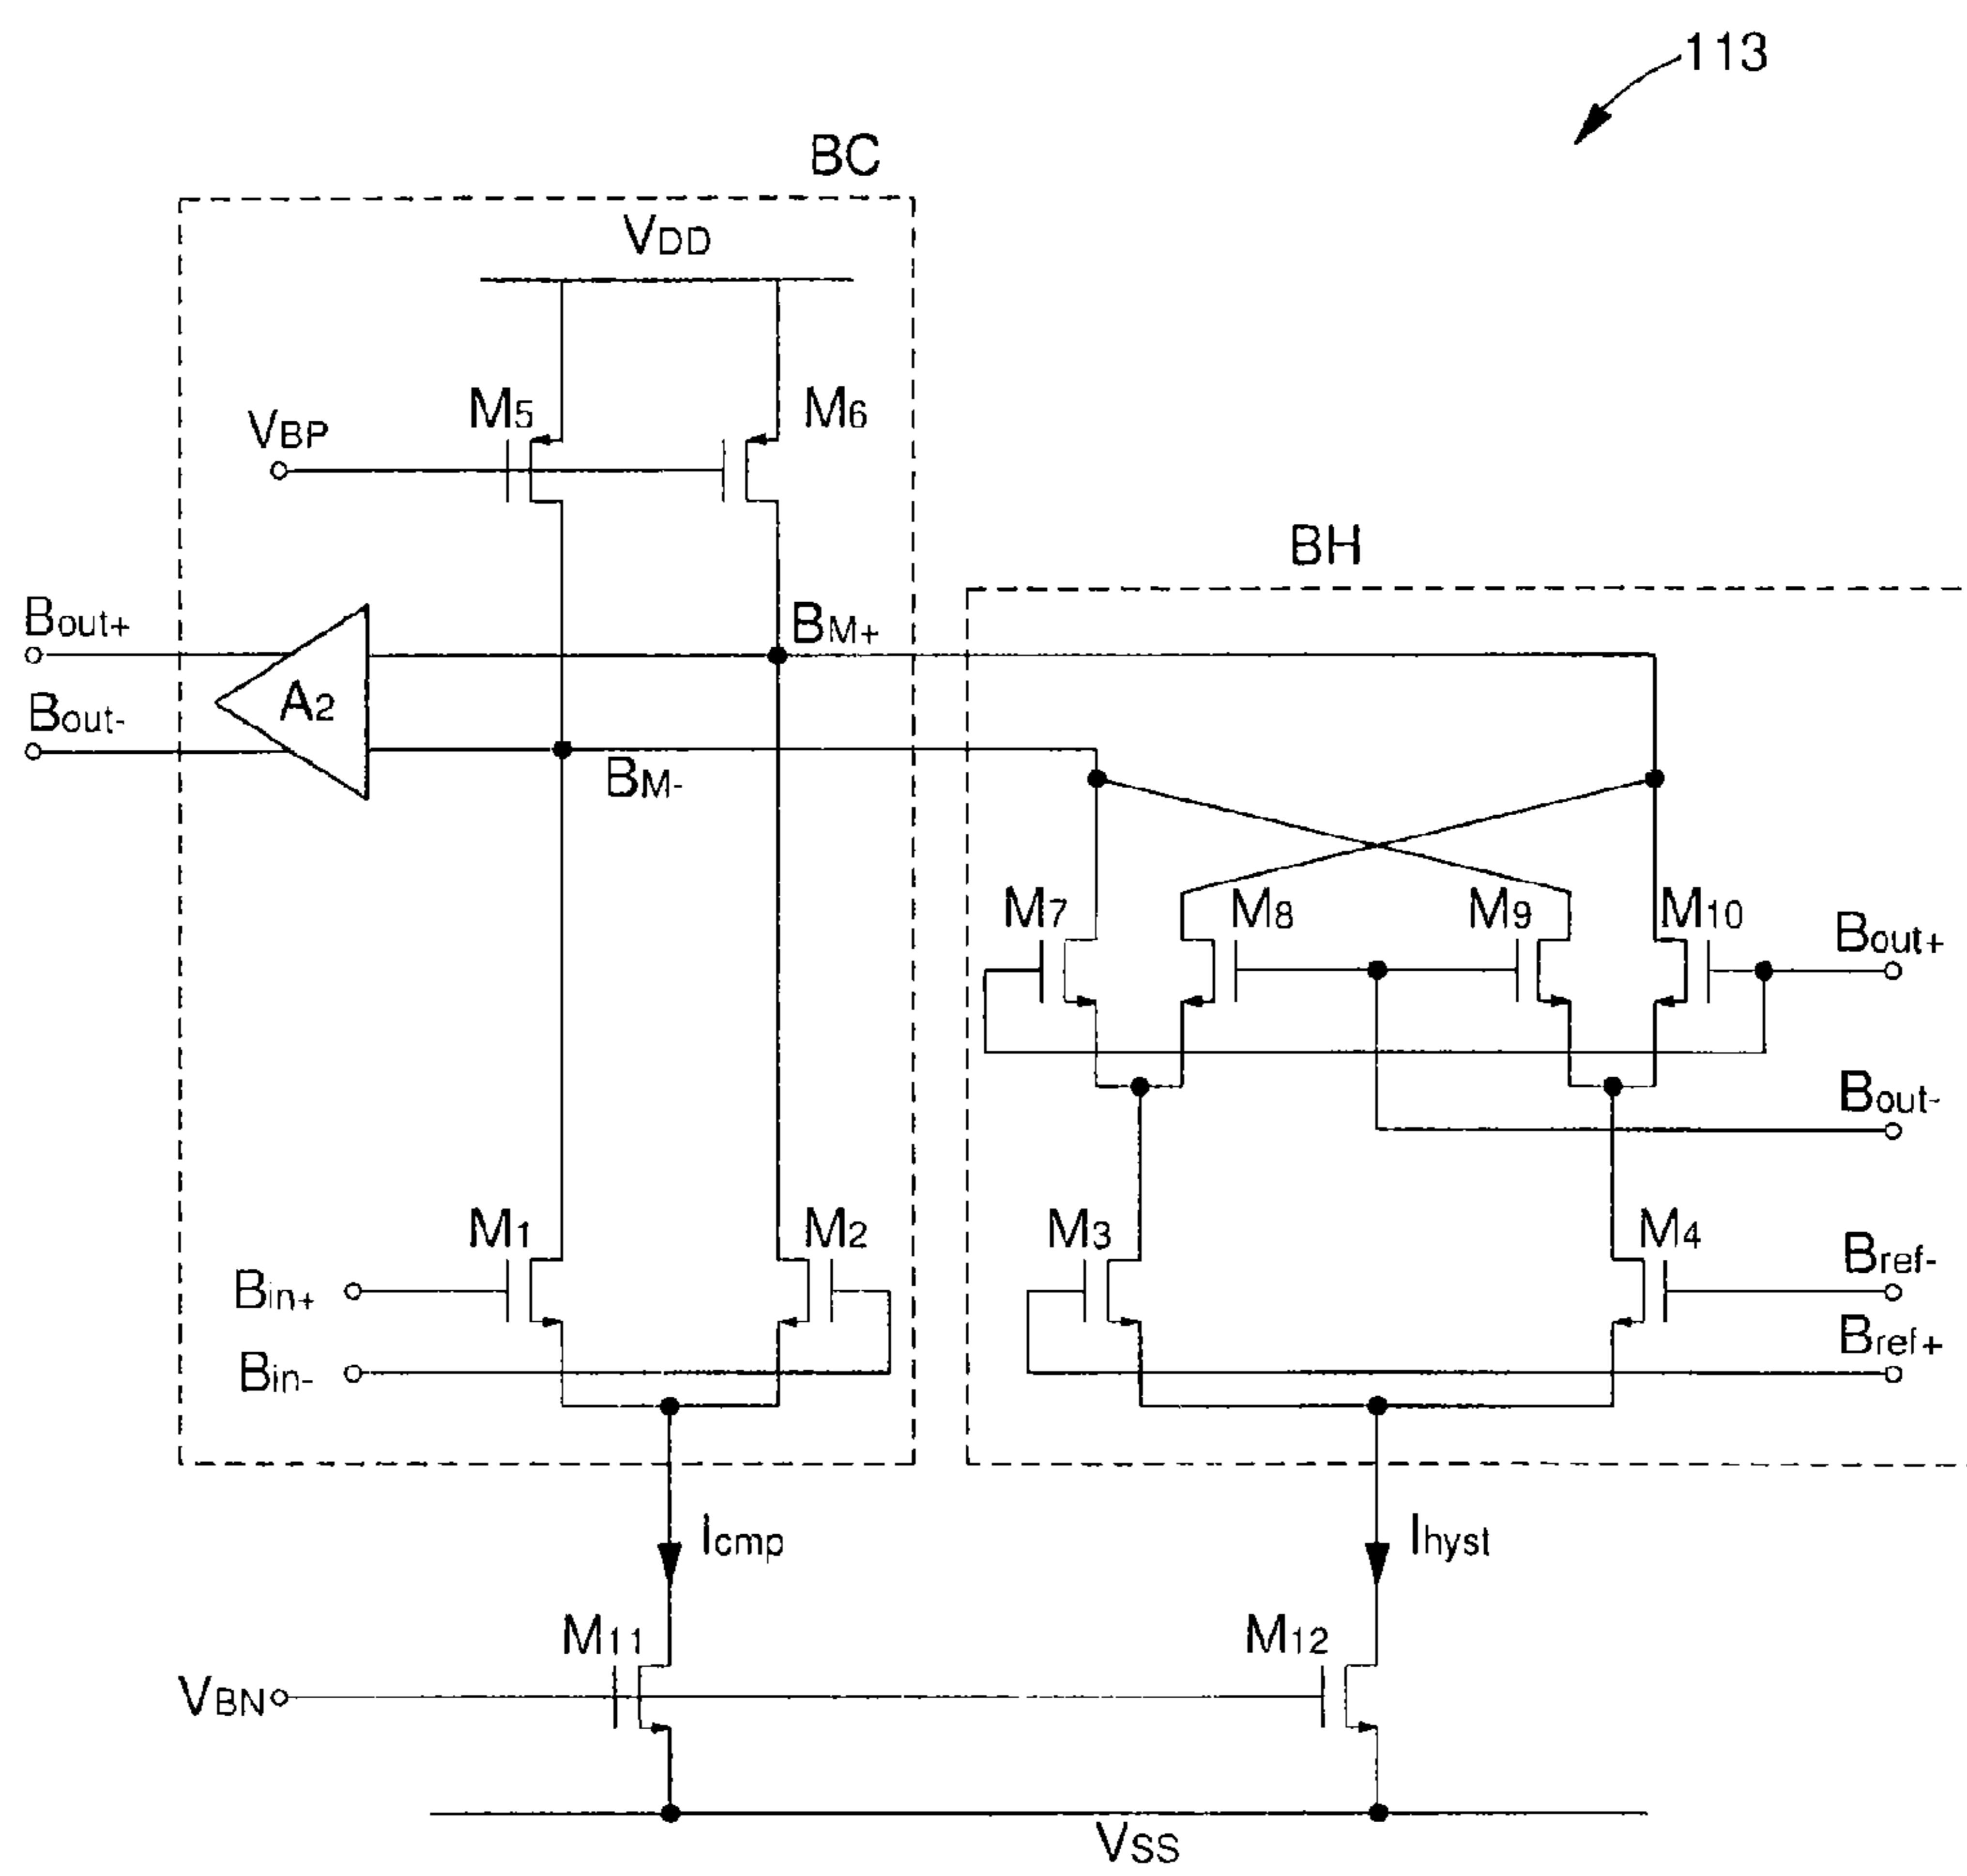 113
BC
VDD
M5
M6
VBP
BH
Bout+
BM+
A2
Bout-
BM-
M7
M8
M9
M10
Bout+
Bout-
M1
M2
M3
M4
Bin+
Bref-
Bin-
Bref+
Icmp
Ihyst
M11
M12
VBN
VSS